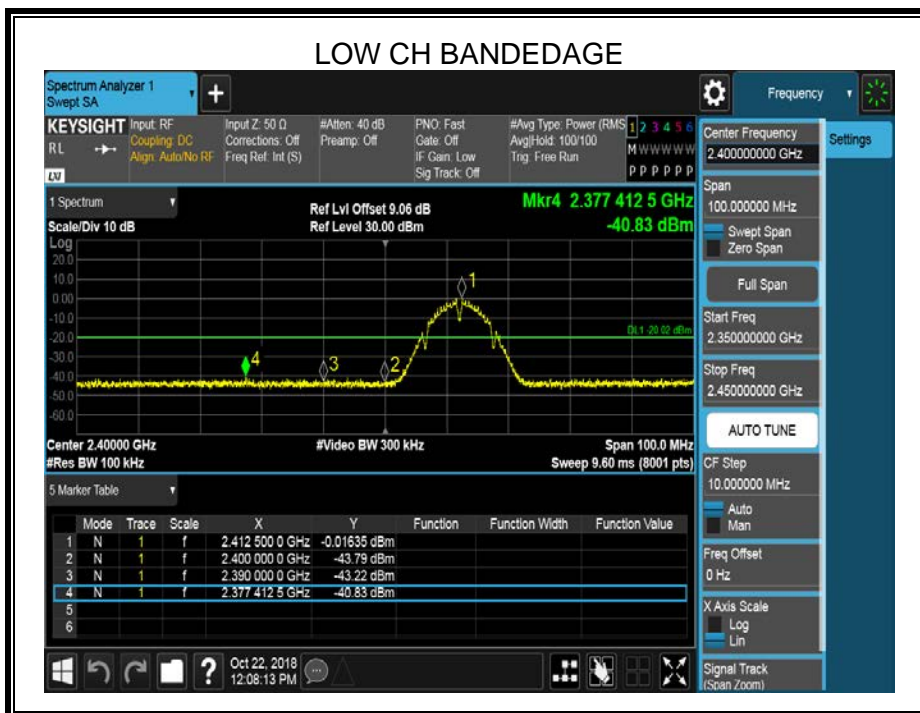 LOW CH BANDEDAGE
Spectrum Analyzer 1
Swept SA
+
Frequency
KEYSIGHT
RL
LXI
Input: RF
Coupling: DC
Align: Auto/No RF
Input Z: 50 Ω
Corrections: Off
Freq Ref: Int (S)
#Atten: 40 dB
Preamp: Off
PNO: Fast
Gate: Off
IF Gain: Low
Sig Track: Off
#Avg Type: Power (RMS
Avg|Hold: 100/100
Trig: Free Run
1 2 3 4 5 6
M W W W W W
P P P P P P
1 Spectrum
Scale/Div 10 dB
Ref Lvl Offset 9.06 dB
Ref Level 30.00 dBm
Mkr4 2.377 412 5 GHz
-40.83 dBm
Log
20.0
10.0
0.00
-10.0
-20.0
-30.0
-40.0
-50.0
-60.0
1
2
3
4
DL1 -20.02 dBm
Center 2.40000 GHz
#Res BW 100 kHz
#Video BW 300 kHz
Span 100.0 MHz
Sweep 9.60 ms (8001 pts)
5 Marker Table
Mode Trace Scale X Y Function Function Width Function Value
1 N 1 f 2.412 500 0 GHz -0.01635 dBm
2 N 1 f 2.400 000 0 GHz -43.79 dBm
3 N 1 f 2.390 000 0 GHz -43.22 dBm
4 N 1 f 2.377 412 5 GHz -40.83 dBm
5
6
?
Oct 22, 2018
12:08:13 PM
Settings
Center Frequency
2.400000000 GHz
Span
100.000000 MHz
Swept Span
Zero Span
Full Span
Start Freq
2.350000000 GHz
Stop Freq
2.450000000 GHz
AUTO TUNE
CF Step
10.000000 MHz
Auto
Man
Freq Offset
0 Hz
X Axis Scale
Log
Lin
Signal Track
(Span Zoom)